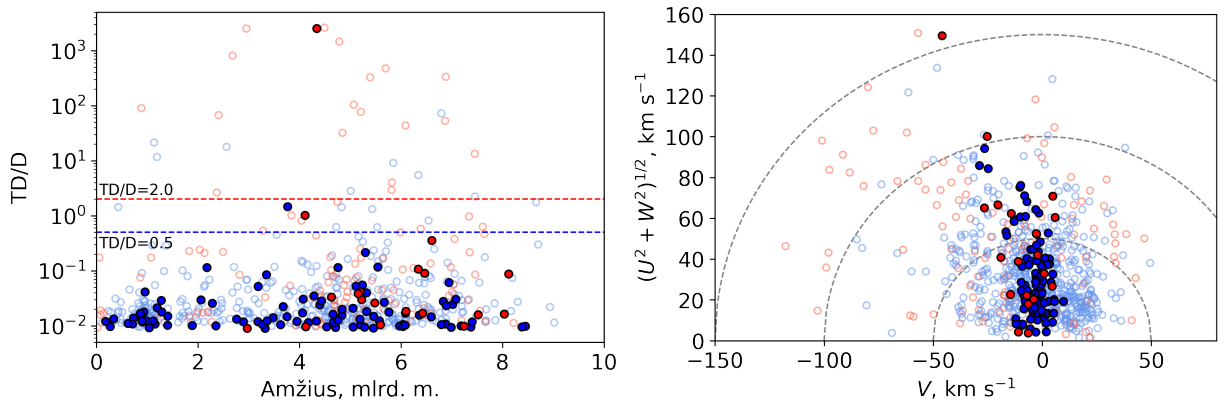 10³
10²
10¹
10⁰
10⁻¹
10⁻²
TD/D
TD/D=2.0
TD/D=0.5
0 2 4 6 8 10
Amžius, mlrd. m.
160
140
120
100
80
60
40
20
0
(U² + W²)¹/², km s⁻¹
−150 −100 −50 0 50
V, km s⁻¹